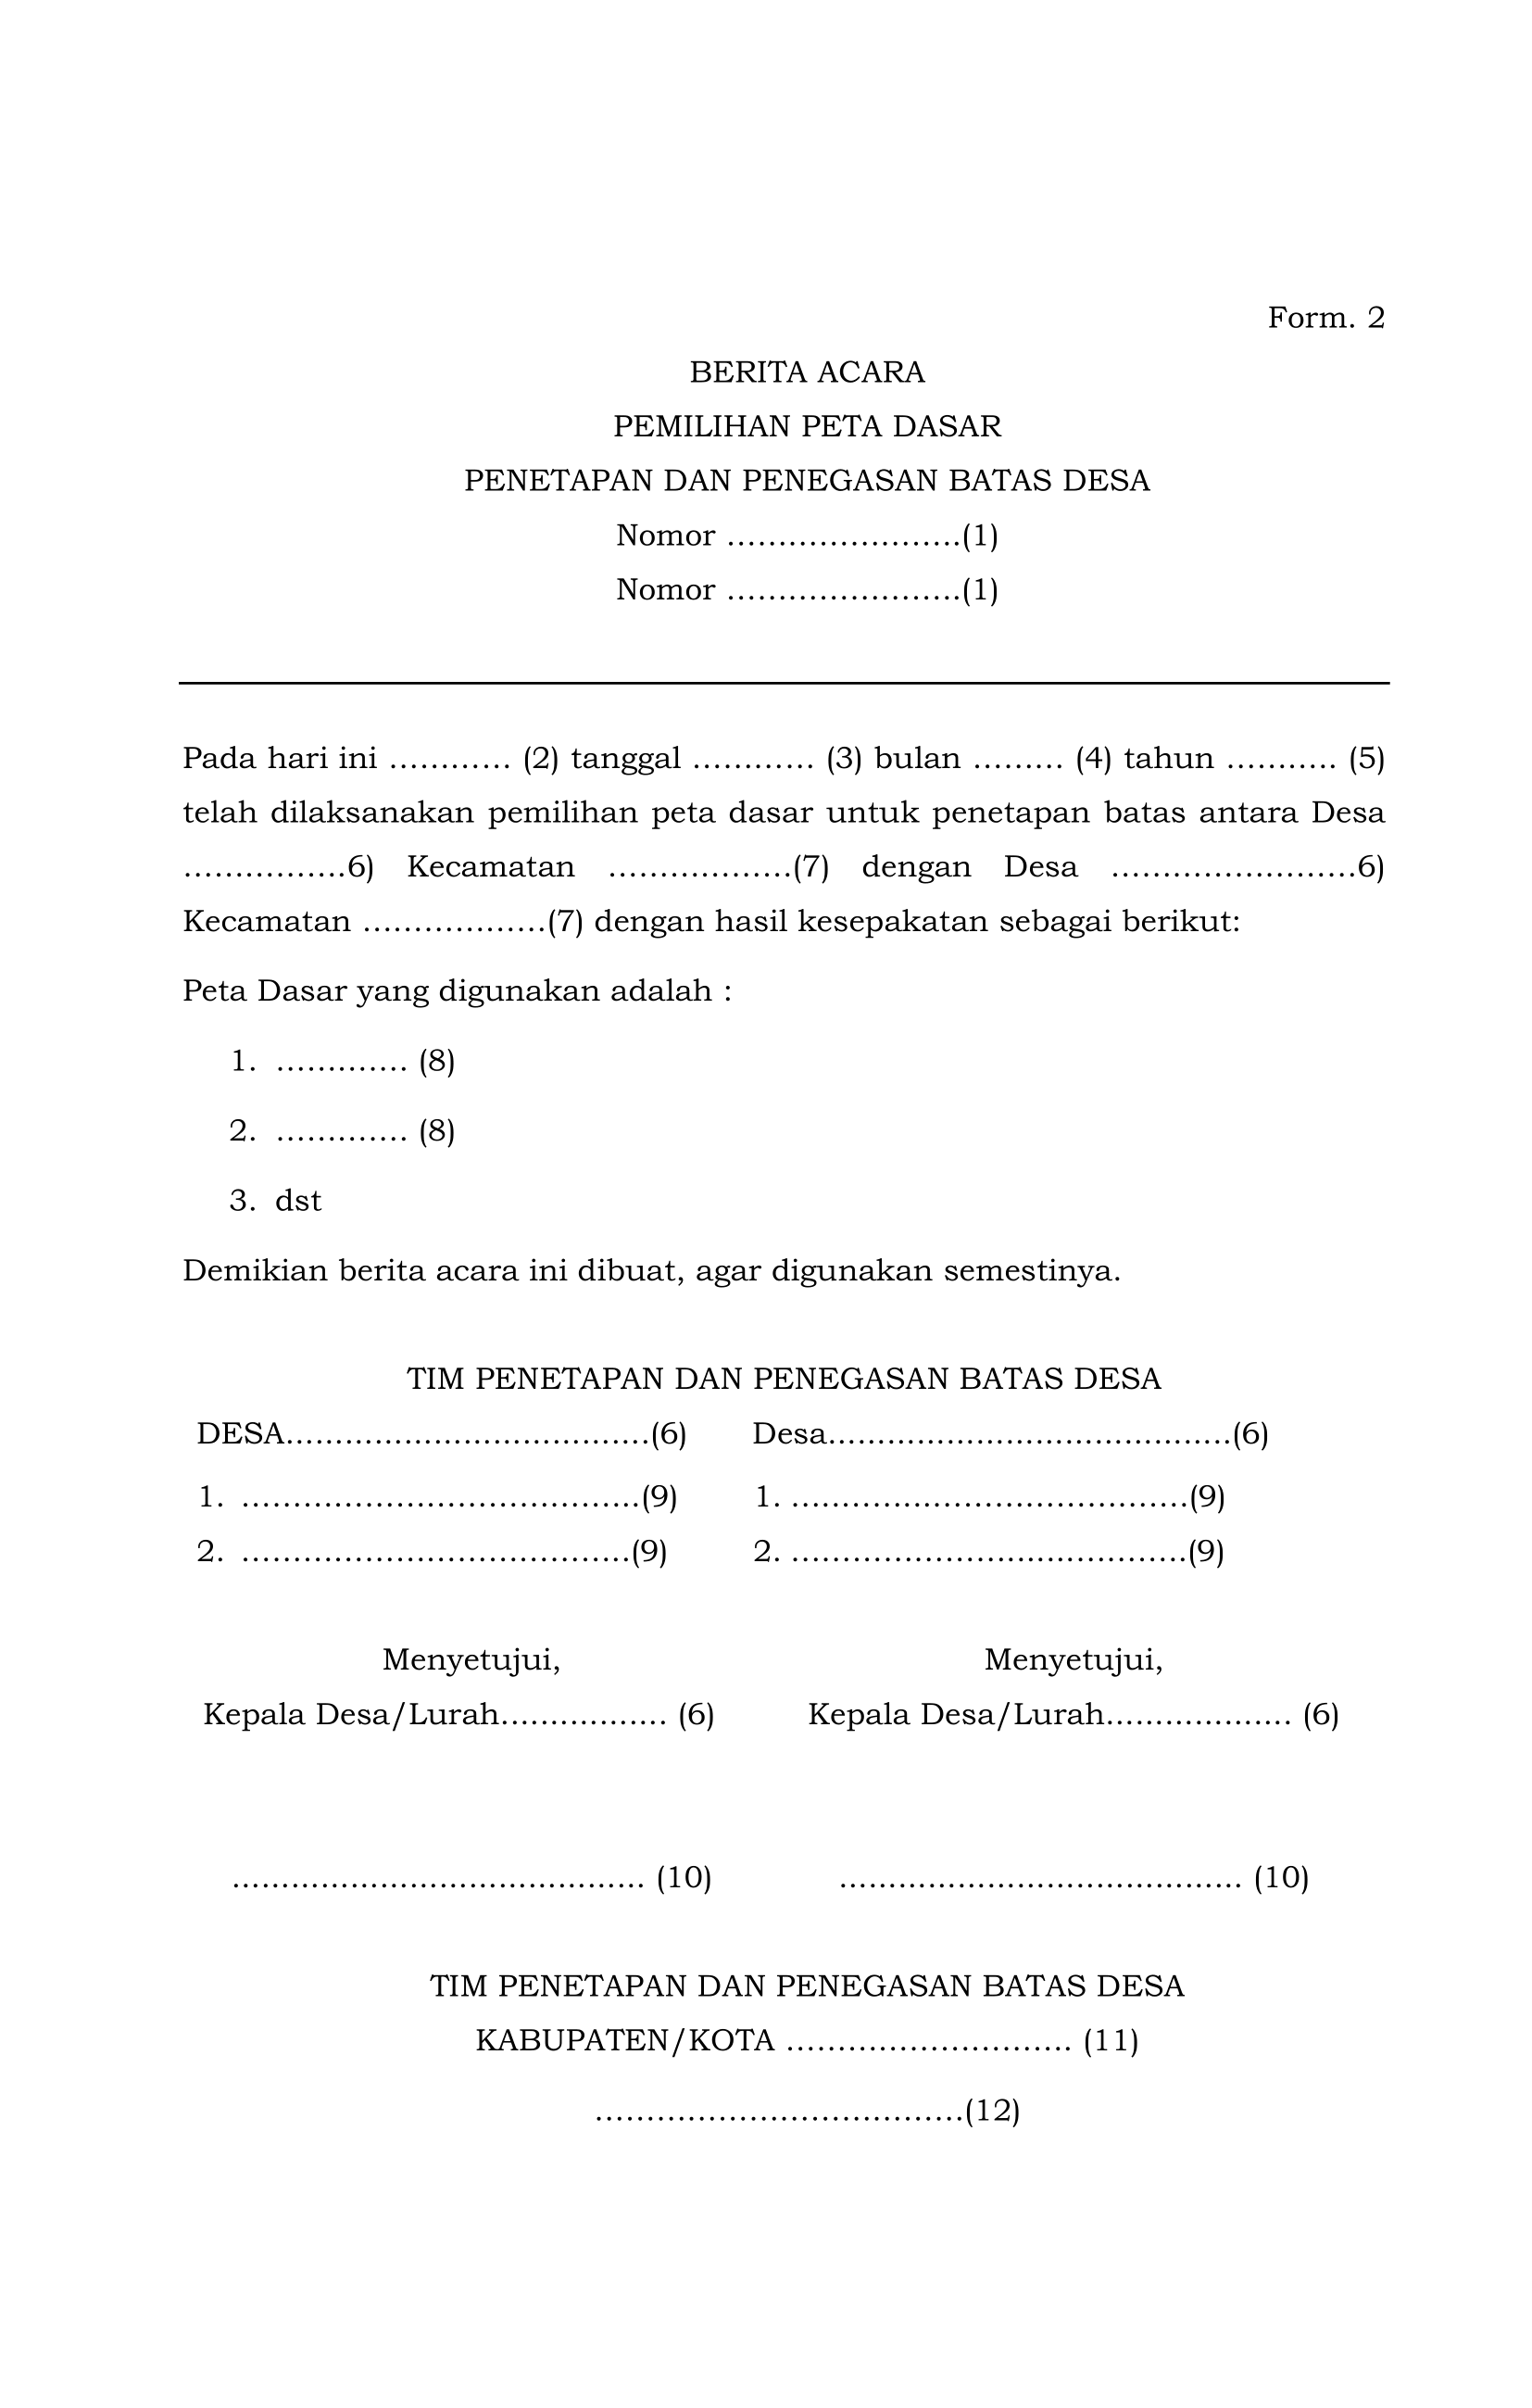 Form. 2
BERITA ACARA
PEMILIHAN PETA DASAR
PENETAPAN DAN PENEGASAN BATAS DESA
Nomor .......................(1)
Nomor .......................(1)
Pada hari ini ............ (2) tanggal ............ (3) bulan ......... (4) tahun ........... (5)
telah dilaksanakan pemilihan peta dasar untuk penetapan batas antara Desa
................6) Kecamatan ..................(7) dengan Desa ........................6)
Kecamatan ..................(7) dengan hasil kesepakatan sebagai berikut:
Peta Dasar yang digunakan adalah :
1. ............. (8)
2. ............. (8)
3. dst
Demikian berita acara ini dibuat, agar digunakan semestinya.
TIM PENETAPAN DAN PENEGASAN BATAS DESA
DESA.....................................(6) Desa.........................................(6)
1. .......................................(9) 1. .......................................(9)
2. ......................................(9) 2. .......................................(9)
Menyetujui, Menyetujui,
Kepala Desa/Lurah................. (6) Kepala Desa/Lurah................... (6)
.......................................... (10) ......................................... (10)
TIM PENETAPAN DAN PENEGASAN BATAS DESA
KABUPATEN/KOTA ............................ (11)
....................................(12)